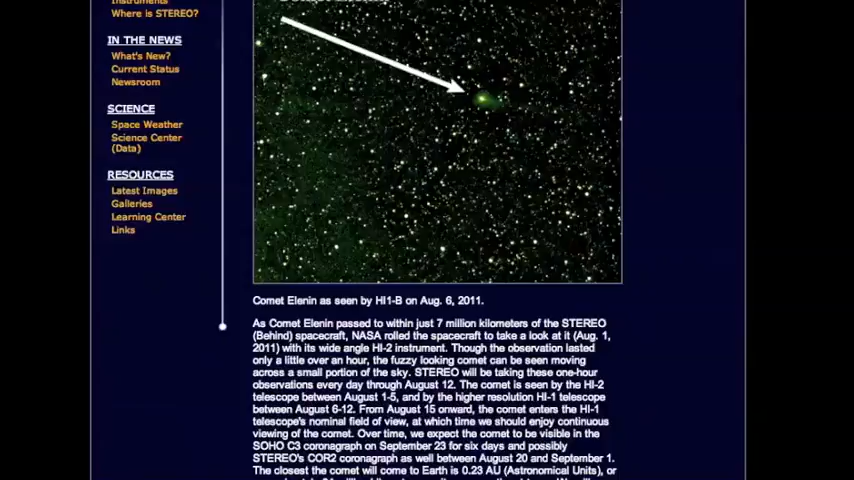 Instruments
Where is STEREO?
IN THE NEWS
What's New?
Current Status
Newsroom
SCIENCE
Space Weather
Science Center
(Data)
RESOURCES
Latest Images
Galleries
Learning Center
Links
Comet Elenin as seen by HI1-B on Aug. 6, 2011.
As Comet Elenin passed to within just 7 million kilometers of the STEREO
(Behind) spacecraft, NASA rolled the spacecraft to take a look at it (Aug. 1,
2011) with its wide angle HI-2 instrument. Though the observation lasted
only a little over an hour, the fuzzy looking comet can be seen moving
across a small portion of the sky. STEREO will be taking these one-hour
observations every day through August 12. The comet is seen by the HI-2
telescope between August 1-5, and by the higher resolution HI-1 telescope
between August 6-12. From August 15 onward, the comet enters the HI-1
telescope's nominal field of view, at which time we should enjoy continuous
viewing of the comet. Over time, we expect the comet to be visible in the
SOHO C3 coronagraph on September 23 for six days and possibly
STEREO's COR2 coronagraph as well between August 20 and September 1.
The closest the comet will come to Earth is 0.23 AU (Astronomical Units), or